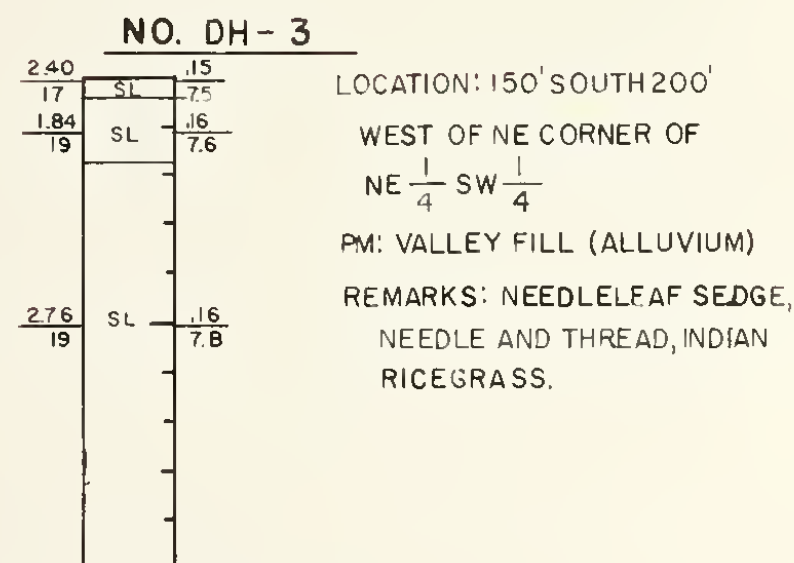 NO. DH-3
2.40 .15
17 SL 7.5
1.84 .16
19 SL 7.6
2.76 SL .16
19 7.8
LOCATION: 150' SOUTH 200'
WEST OF NE CORNER OF
NE 1/4 SW 1/4
PM: VALLEY FILL (ALLUVIUM)
REMARKS: NEEDLELEAF SEDGE,
NEEDLE AND THREAD, INDIAN
RICEGRASS.